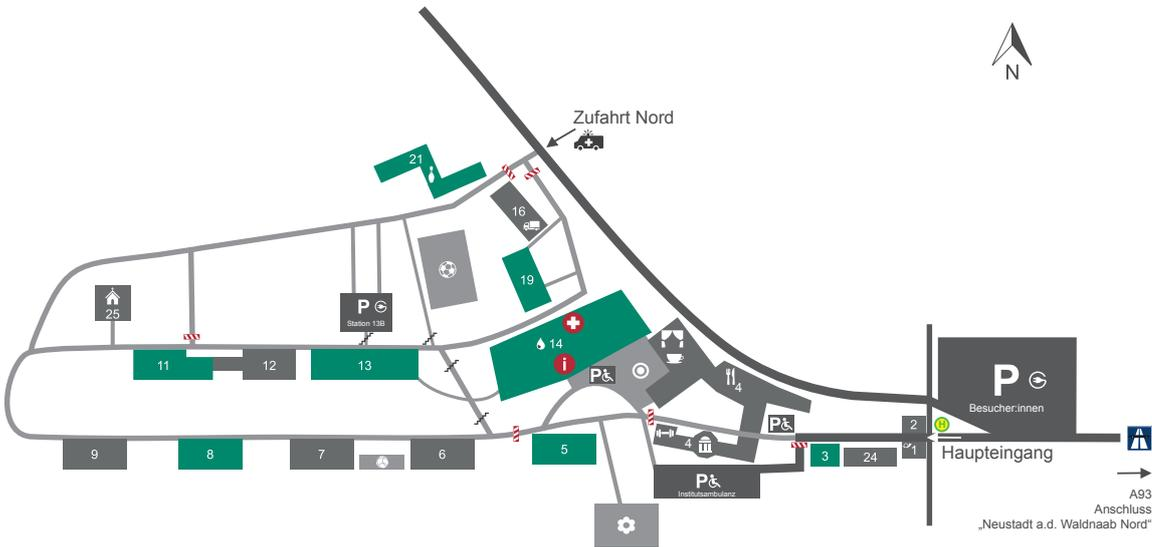 N
Zufahrt Nord
21
16
19
25
P
Station 13B
14
i
P
4
11
12
13
P
Besucher:innen
P
2
H
1
Haupteingang
9
8
7
6
5
4
3
24
P
Institutsambulanz
A93
Anschluss
„Neustadt a.d. Waldnaab Nord“